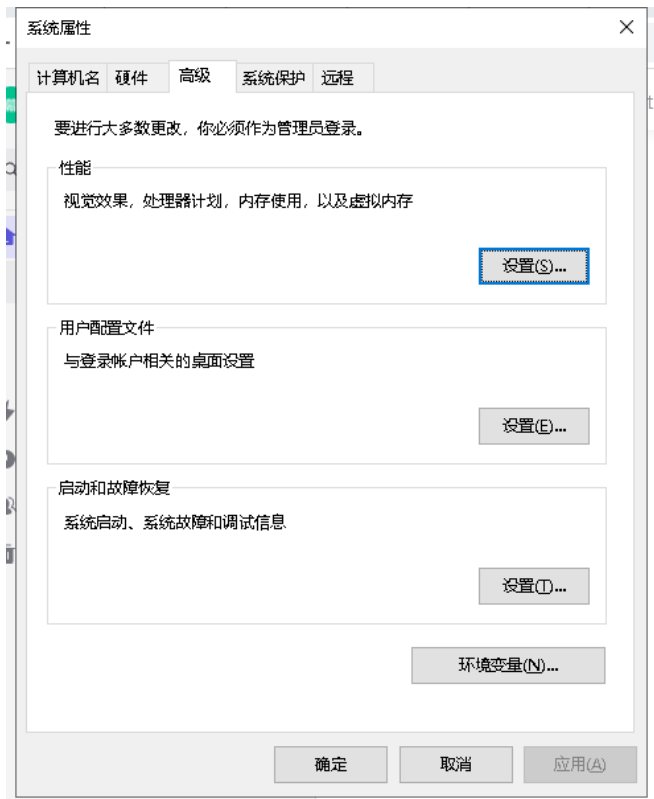 系统属性
计算机名 硬件 高级 系统保护 远程
要进行大多数更改，你必须作为管理员登录。
性能
视觉效果，处理器计划，内存使用，以及虚拟内存
设置(S)...
用户配置文件
与登录帐户相关的桌面设置
设置(E)...
启动和故障恢复
系统启动、系统故障和调试信息
设置(T)...
环境变量(N)...
确定 取消 应用(A)